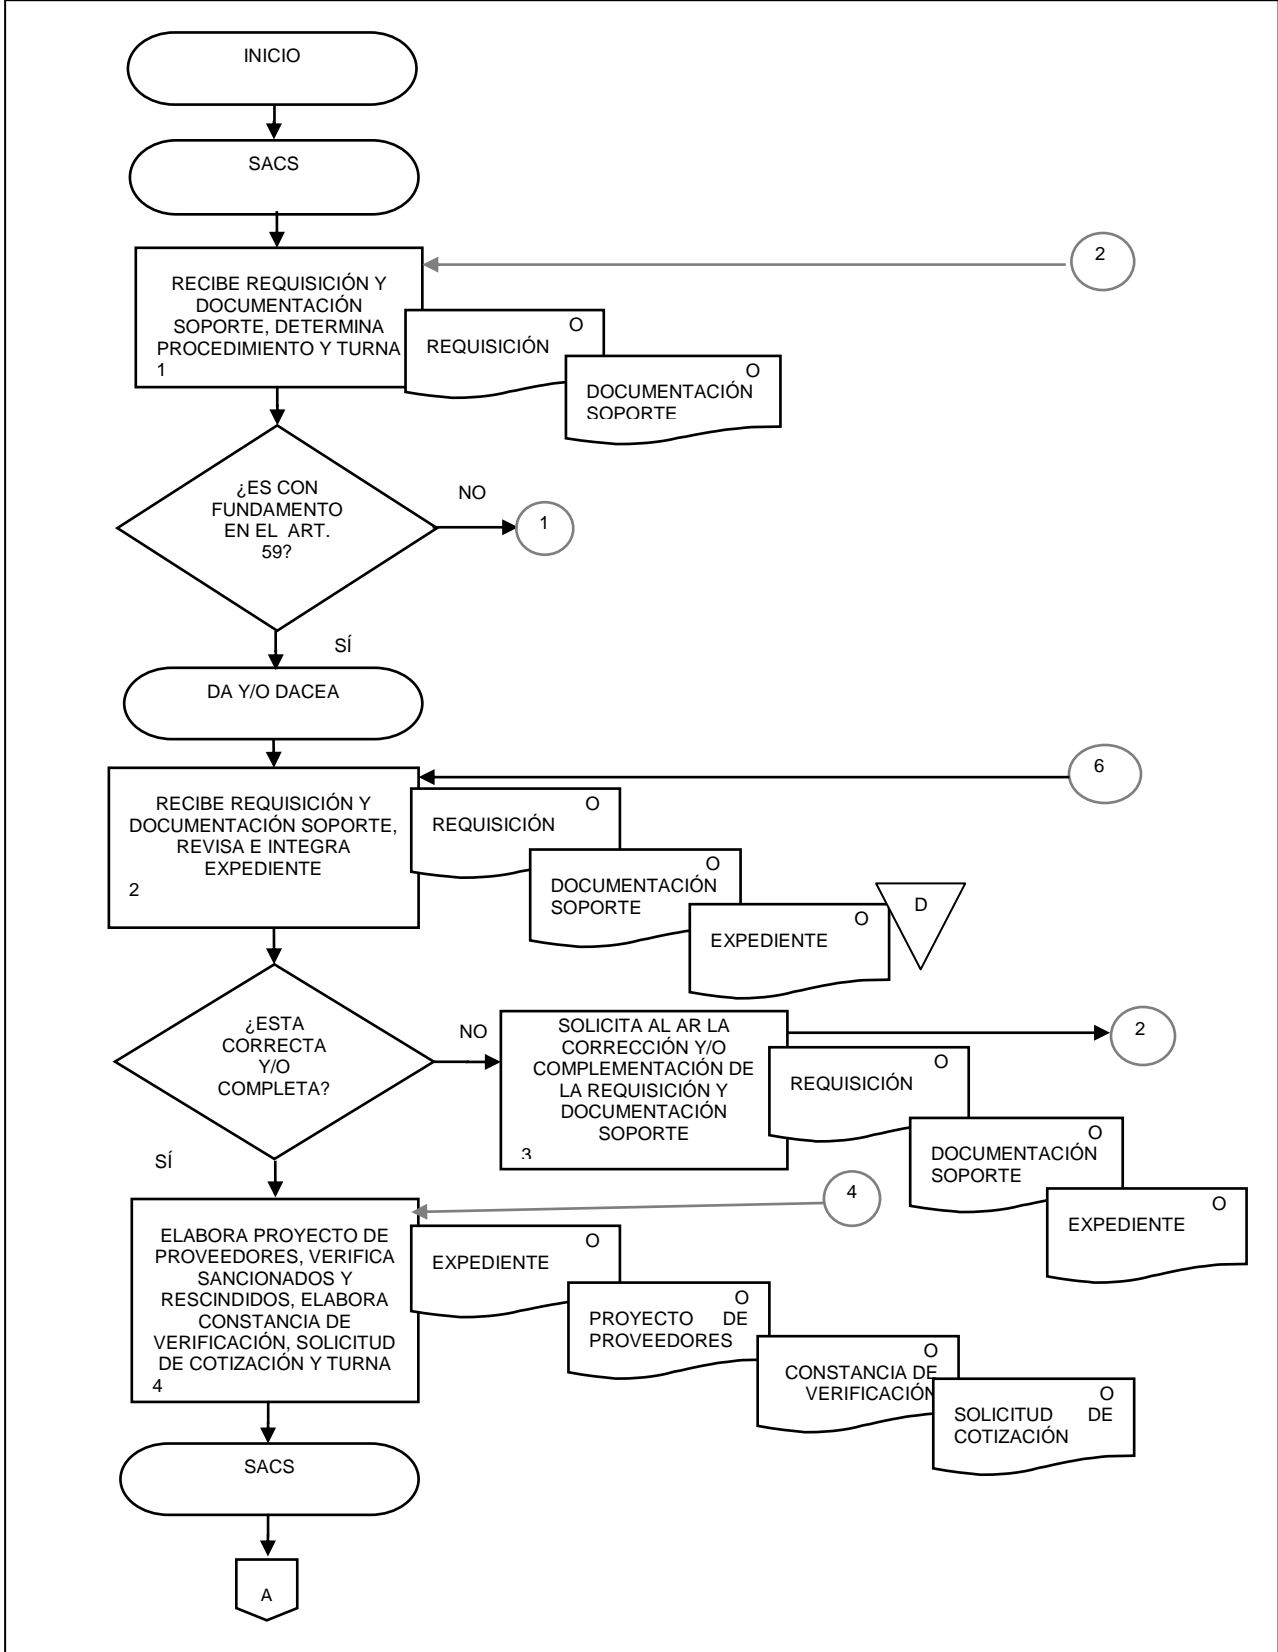 INICIO
SACS
2
RECIBE REQUISICIÓN Y
DOCUMENTACIÓN
SOPORTE, DETERMINA
PROCEDIMIENTO Y TURNA
1
O
REQUISICIÓN
O
DOCUMENTACIÓN
SOPORTE
¿ES CON
FUNDAMENTO
EN EL ART.
59?
NO
1
SÍ
DA Y/O DACEA
6
RECIBE REQUISICIÓN Y
DOCUMENTACIÓN SOPORTE,
REVISA E INTEGRA
EXPEDIENTE
2
O
REQUISICIÓN
O
DOCUMENTACIÓN
SOPORTE
O
EXPEDIENTE
D
¿ESTA
CORRECTA
Y/O
COMPLETA?
NO
SOLICITA AL AR LA
CORRECCIÓN Y/O
COMPLEMENTACIÓN DE
LA REQUISICIÓN Y
DOCUMENTACIÓN
SOPORTE
3
2
O
REQUISICIÓN
O
DOCUMENTACIÓN
SOPORTE
O
EXPEDIENTE
SÍ
4
ELABORA PROYECTO DE
PROVEEDORES, VERIFICA
SANCIONADOS Y
RESCINDIDOS, ELABORA
CONSTANCIA DE
VERIFICACIÓN, SOLICITUD
DE COTIZACIÓN Y TURNA
4
O
EXPEDIENTE
O
PROYECTO DE
PROVEEDORES
O
CONSTANCIA DE
VERIFICACIÓN
O
SOLICITUD DE
COTIZACIÓN
SACS
A